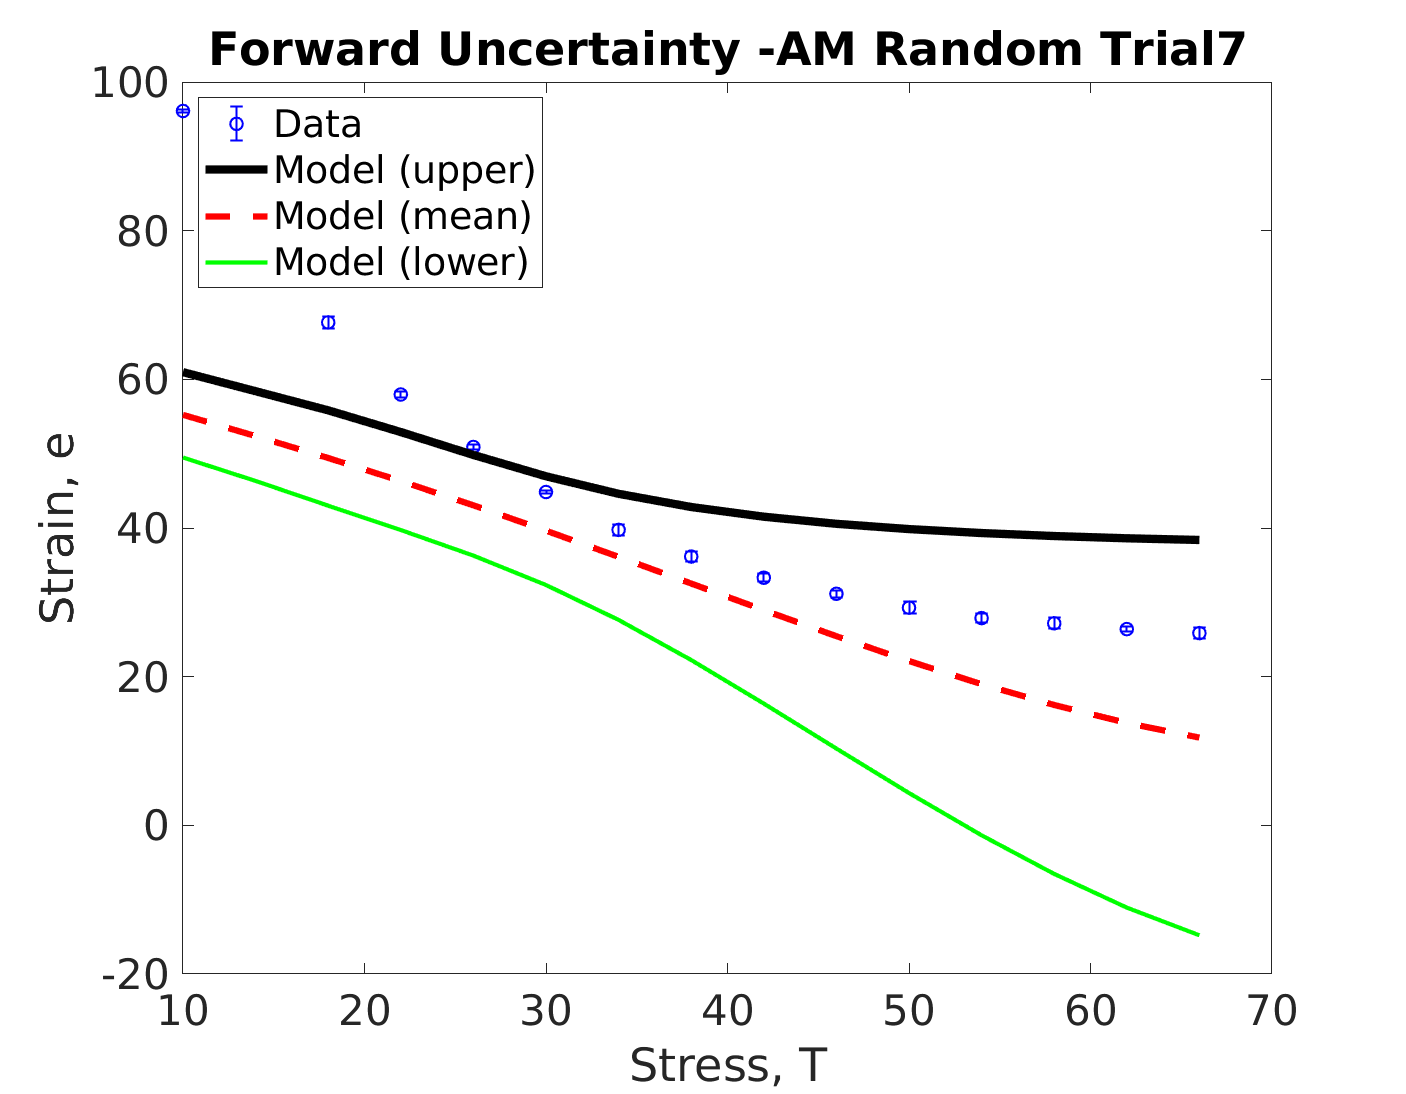 Forward Uncertainty -AM Random Trial7
100
80
60
40
20
0
-20
Strain, e
Data
Model (upper)
Model (mean)
Model (lower)
10 20 30 40 50 60 70
Stress, T